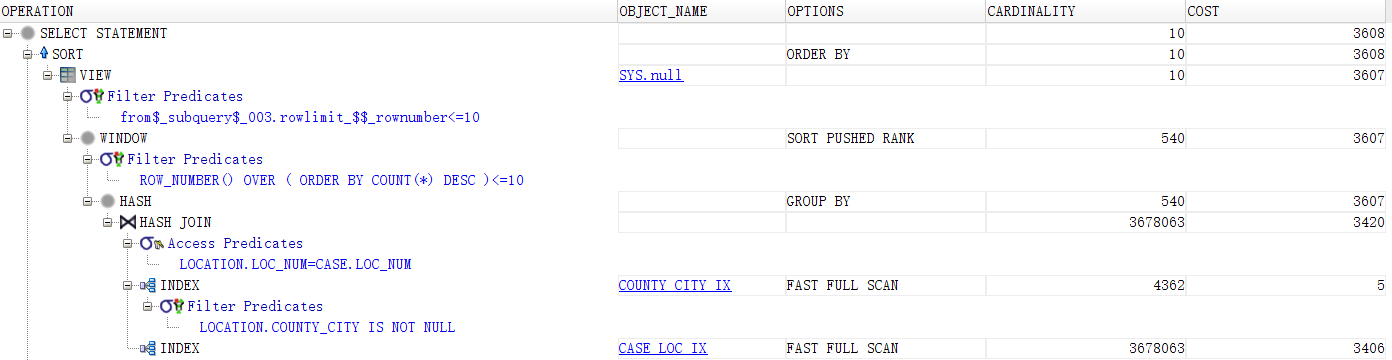 OPERATION OBJECT_NAME OPTIONS CARDINALITY COST
SELECT STATEMENT 10 3608
SORT ORDER BY 10 3608
VIEW SYS.null 10 3607
Filter Predicates
from$_subquery$_003.rowlimit_$$_rownumber<=10
WINDOW SORT PUSHED RANK 540 3607
Filter Predicates
ROW_NUMBER() OVER ( ORDER BY COUNT(*) DESC )<=10
HASH GROUP BY 540 3607
HASH JOIN 3678063 3420
Access Predicates
LOCATION.LOC_NUM=CASE.LOC_NUM
INDEX COUNTY_CITY_IX FAST FULL SCAN 4362 5
Filter Predicates
LOCATION.COUNTY_CITY IS NOT NULL
INDEX CASE_LOC_IX FAST FULL SCAN 3678063 3406